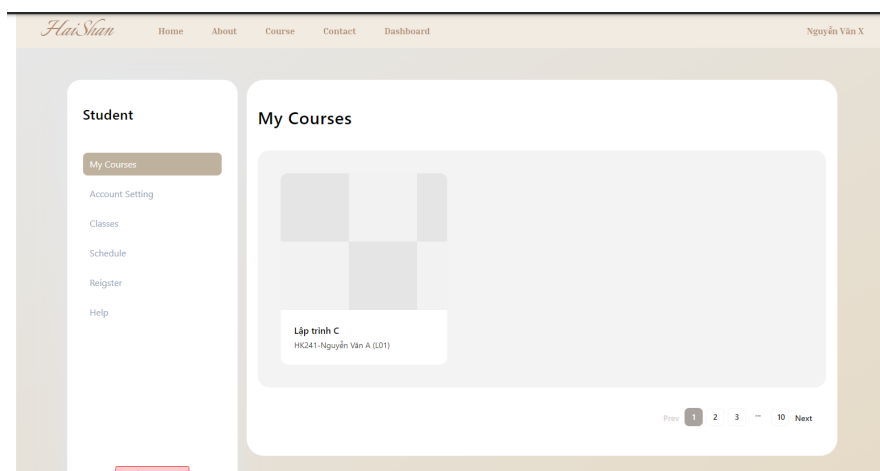 HaiShan Home About Course Contact Dashboard Nguyễn Văn X
Student
My Courses
Account Setting
Classes
Schedule
Reigster
Help
My Courses
Lập trình C
HK241-Nguyễn Văn A (L01)
Prev 1 2 3 ... 10 Next